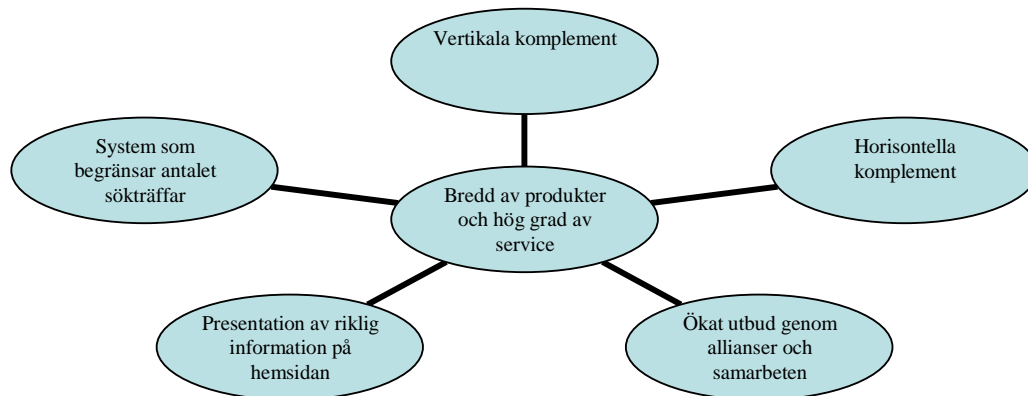 Vertikala komplement
System som
begränsar antalet
sökträffar
Horisontella
komplement
Bredd av produkter
och hög grad av
service
Presentation av riklig
information på
hemsidan
Ökat utbud genom
allianser och
samarbeten